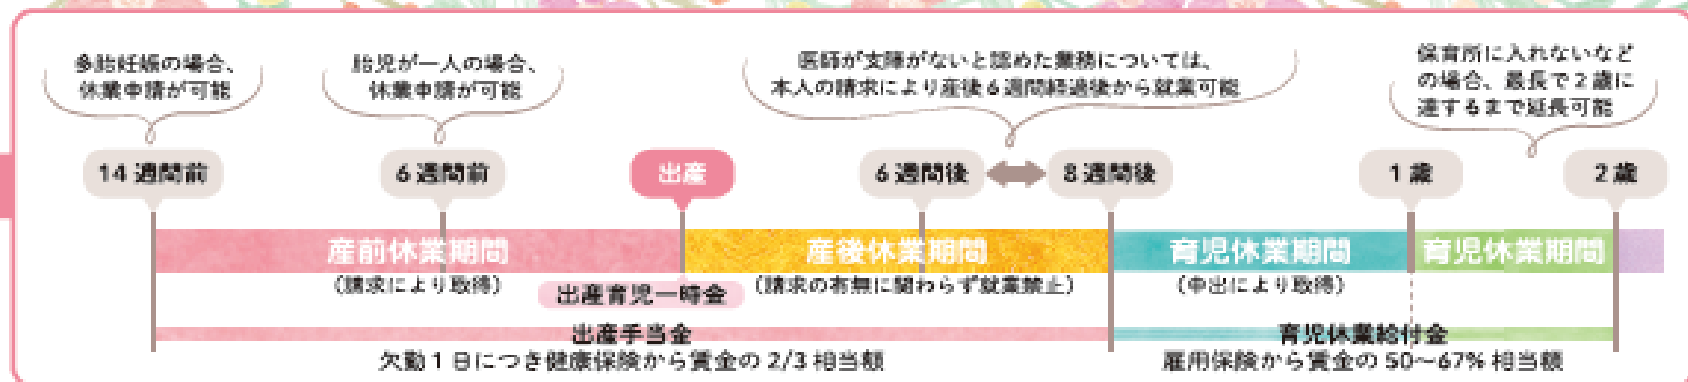 多胎妊娠の場合、
休業申請が可能
胎児が一人の場合、
休業申請が可能
医師が支障がないと認めた業務については、
本人の請求により産後6週間経過後から就業可能
保育所に入れないなど
の場合、最長で2歳に
達するまで延長可能
14週間前
6週間前
出産
6週間後
8週間後
1歳
2歳
産前休業期間
産後休業期間
育児休業期間
育児休業期間
（請求により取得）
出産育児一時金
（請求の有無に関わらず就業禁止）
（申出により取得）
出産手当金
育児休業給付金
欠勤1日につき健康保険から賃金の2/3相当額
雇用保険から賃金の50～67%相当額